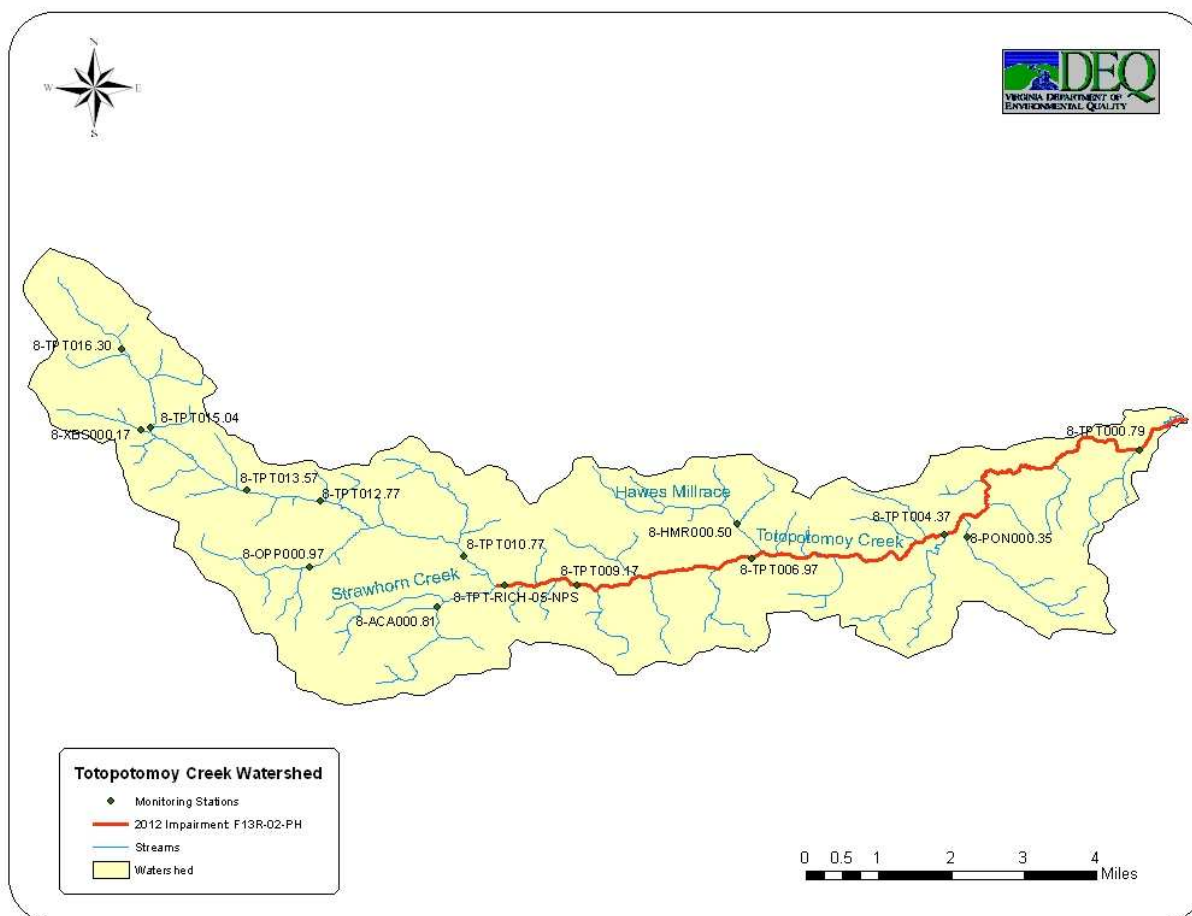 N
W
E
S
DEQ
VIRGINIA DEPARTMENT OF
ENVIRONMENTAL QUALITY
8-TPT016.30
8-TPT015.04
8-XBS000.17
8-TPT000.79
8-TPT013.57
8-TPT012.77
Hawes Millrace
8-HMR000.50
8-TPT004.37
Totopotomoy Creek
8-PON000.35
8-OPP000.97
8-TPT010.77
8-TPT009.17
8-TPT006.97
Strawhorn Creek
8-TPT-RICH-05-NPS
8-ACA000.81
Totopotomoy Creek Watershed
Monitoring Stations
2012 Impairment F13R-02-PH
Streams
Watershed
0 0.5 1 2 3 4
Miles